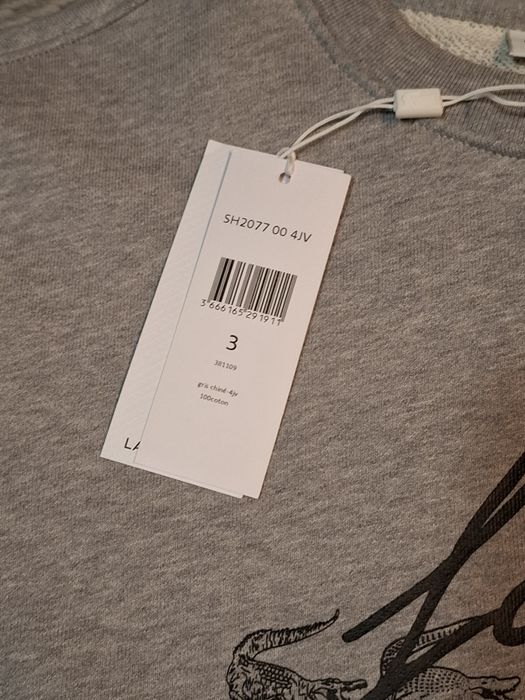 SH2077 00 4JV
3 666165 291911
3
381109
gris chiné-4jv
100coton
LA